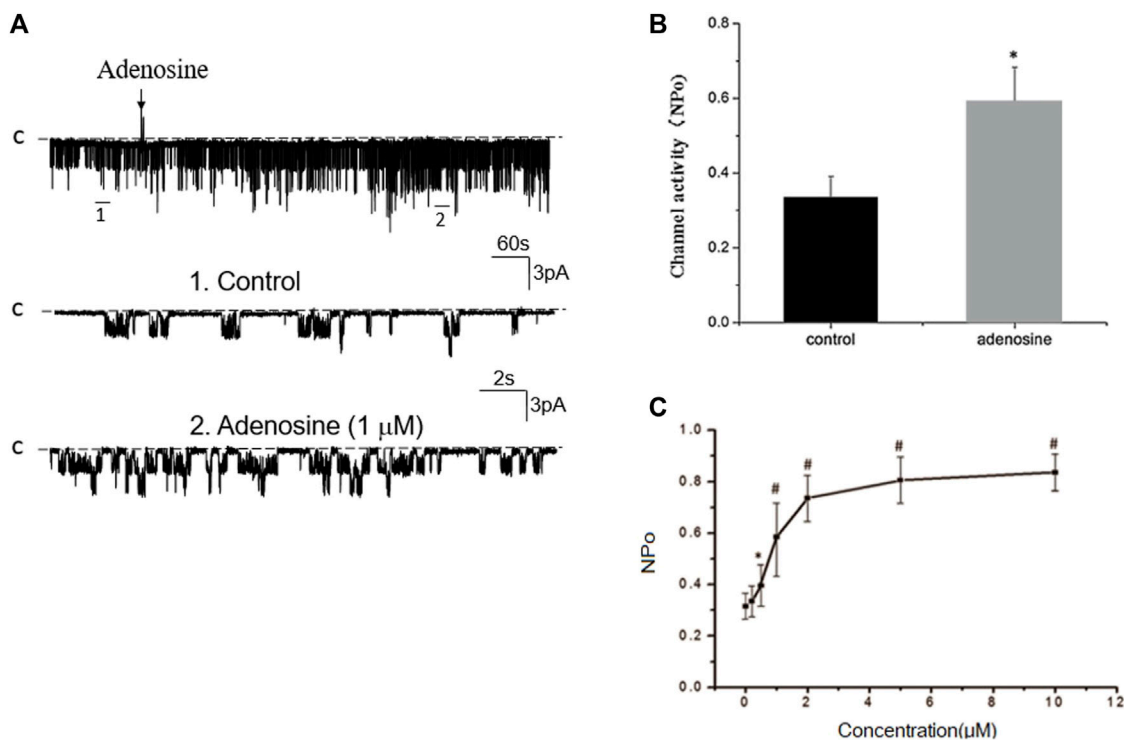 A
Adenosine
C
1
2
60s
3pA
1. Control
C
2s
3pA
2. Adenosine (1 μM)
C
B
Channel activity (NPo)
0.8
*
0.6
0.4
0.2
0.0
control
adenosine
C
NPo
1.0
#
#
#
#
0.8
0.6
*
0.4
0.2
0.0
0
2
4
6
8
10
12
Concentration(μM)